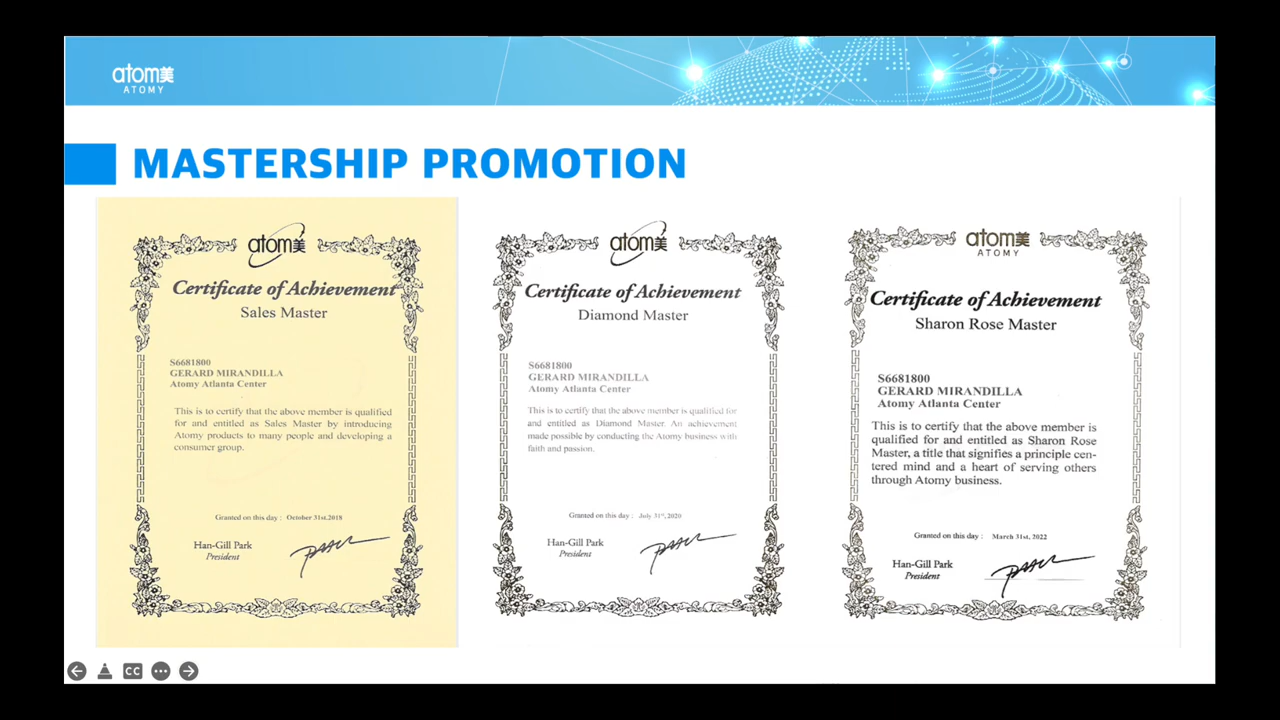 atom美
ATOMY
MASTERSHIP PROMOTION
atom美
Certificate of Achievement
Sales Master
S6681800
GERARD MIRANDILLA
Atomy Atlanta Center
This is to certify that the above member is qualified
for and entitled as Sales Master by introducing
Atomy products to many people and developing a
consumer group.
Granted on this day : October 31st.2018
Han-Gill Park
President
atom美
Certificate of Achievement
Diamond Master
S6681800
GERARD MIRANDILLA
Atomy Atlanta Center
This is to certify that the above member is qualified for
and entitled as Diamond Master. An achievement
made possible by conducting the Atomy business with
faith and passion.
Granted on this day : July 31st,2020
Han-Gill Park
President
atom美
ATOMY
Certificate of Achievement
Sharon Rose Master
S6681800
GERARD MIRANDILLA
Atomy Atlanta Center
This is to certify that the above member is
qualified for and entitled as Sharon Rose
Master, a title that signifies a principle cen-
tered mind and a heart of serving others
through Atomy business.
Granted on this day : March 31st, 2022
Han-Gill Park
President
CC